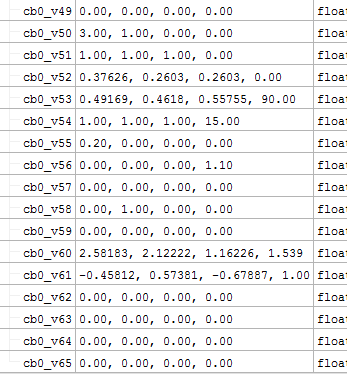 cb0_v49 0.00, 0.00, 0.00, 0.00 float
cb0_v50 3.00, 1.00, 0.00, 0.00 float
cb0_v51 1.00, 1.00, 1.00, 0.00 float
cb0_v52 0.37626, 0.2603, 0.2603, 0.00 float
cb0_v53 0.49169, 0.4618, 0.55755, 90.00 float
cb0_v54 1.00, 1.00, 1.00, 15.00 float
cb0_v55 0.20, 0.00, 0.00, 0.00 float
cb0_v56 0.00, 0.00, 0.00, 1.10 float
cb0_v57 0.00, 0.00, 0.00, 0.00 float
cb0_v58 0.00, 1.00, 0.00, 0.00 float
cb0_v59 0.00, 0.00, 0.00, 0.00 float
cb0_v60 2.58183, 2.12222, 1.16226, 1.539 float
cb0_v61 -0.45812, 0.57381, -0.67887, 1.00 float
cb0_v62 0.00, 0.00, 0.00, 0.00 float
cb0_v63 0.00, 0.00, 0.00, 0.00 float
cb0_v64 0.00, 0.00, 0.00, 0.00 float
cb0_v65 0.00, 0.00, 0.00, 0.00 float